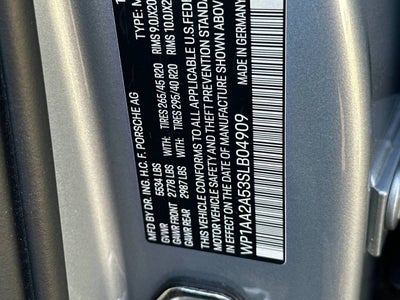 MFD. BY DR. ING. H.C. F. PORSCHE AG
GVWR 5534 LBS
GAWR FRONT 2778 LBS WITH: TIRES 265/45 R20 RIMS 9.0JX20
GAWR REAR 2987 LBS WITH: TIRES 295/40 R20 RIMS 10.0JX2
THIS VEHICLE CONFORMS TO ALL APPLICABLE U.S. FEDE
MOTOR VEHICLE SAFETY AND THEFT PREVENTION STANDA
IN EFFECT ON THE DATE OF MANUFACTURE SHOWN ABOV
WP1AA2A53SLB04909 MADE IN GERMANY
TYPE: M